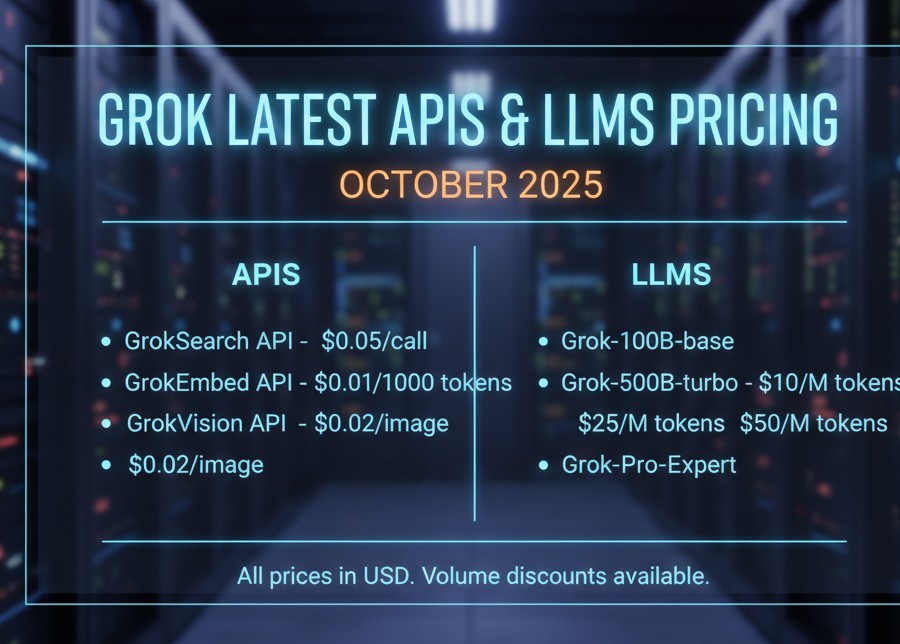 GROK LATEST APIS & LLMS PRICING
OCTOBER 2025
APIS
• GrokSearch API - $0.05/call
• GrokEmbed API - $0.01/1000 tokens
• GrokVision API - $0.02/image
• $0.02/image
LLMS
• Grok-100B-base
• Grok-500B-turbo - $10/M tokens
$25/M tokens $50/M tokens
• Grok-Pro-Expert
All prices in USD. Volume discounts available.